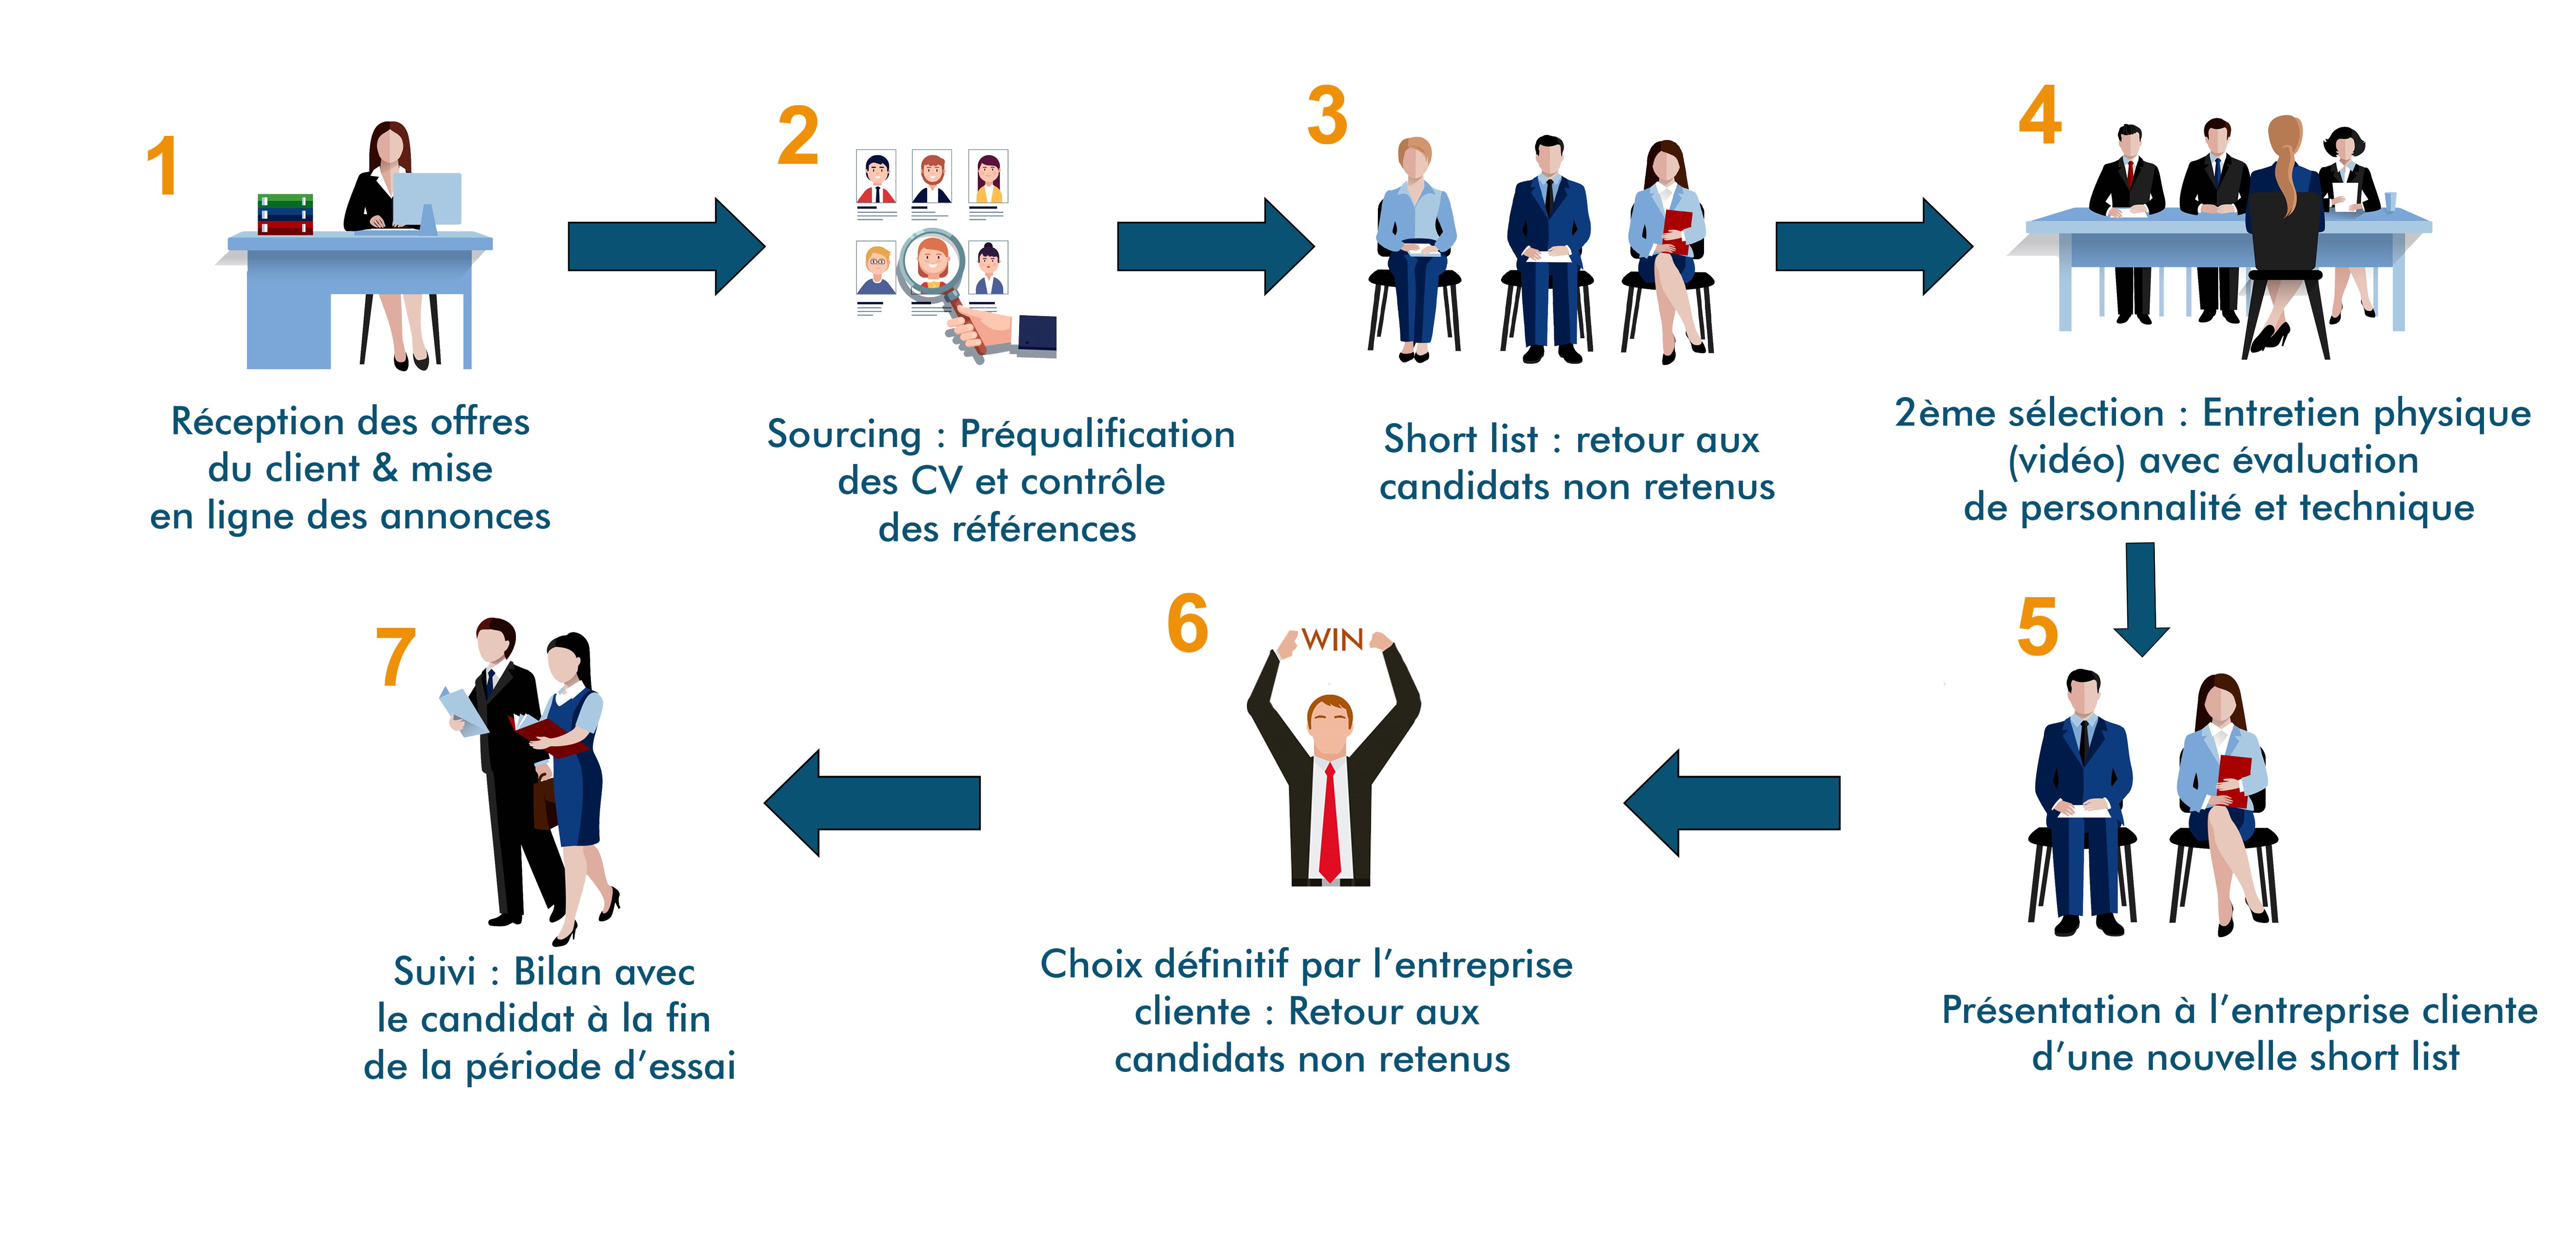 1
Réception des offres
du client & mise
en ligne des annonces
2
Sourcing : Préqualification
des CV et contrôle
des références
3
Short list : retour aux
candidats non retenus
4
2ème sélection : Entretien physique
(vidéo) avec évaluation
de personnalité et technique
5
Présentation à l’entreprise cliente
d’une nouvelle short list
6
WIN
Choix définitif par l’entreprise
cliente : Retour aux
candidats non retenus
7
Suivi : Bilan avec
le candidat à la fin
de la période d’essai